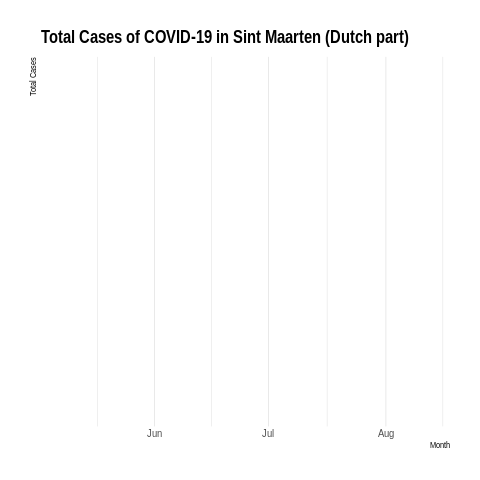 Total Cases of COVID-19 in Sint Maarten (Dutch part)
Total Cases
Jun Jul Aug
Month